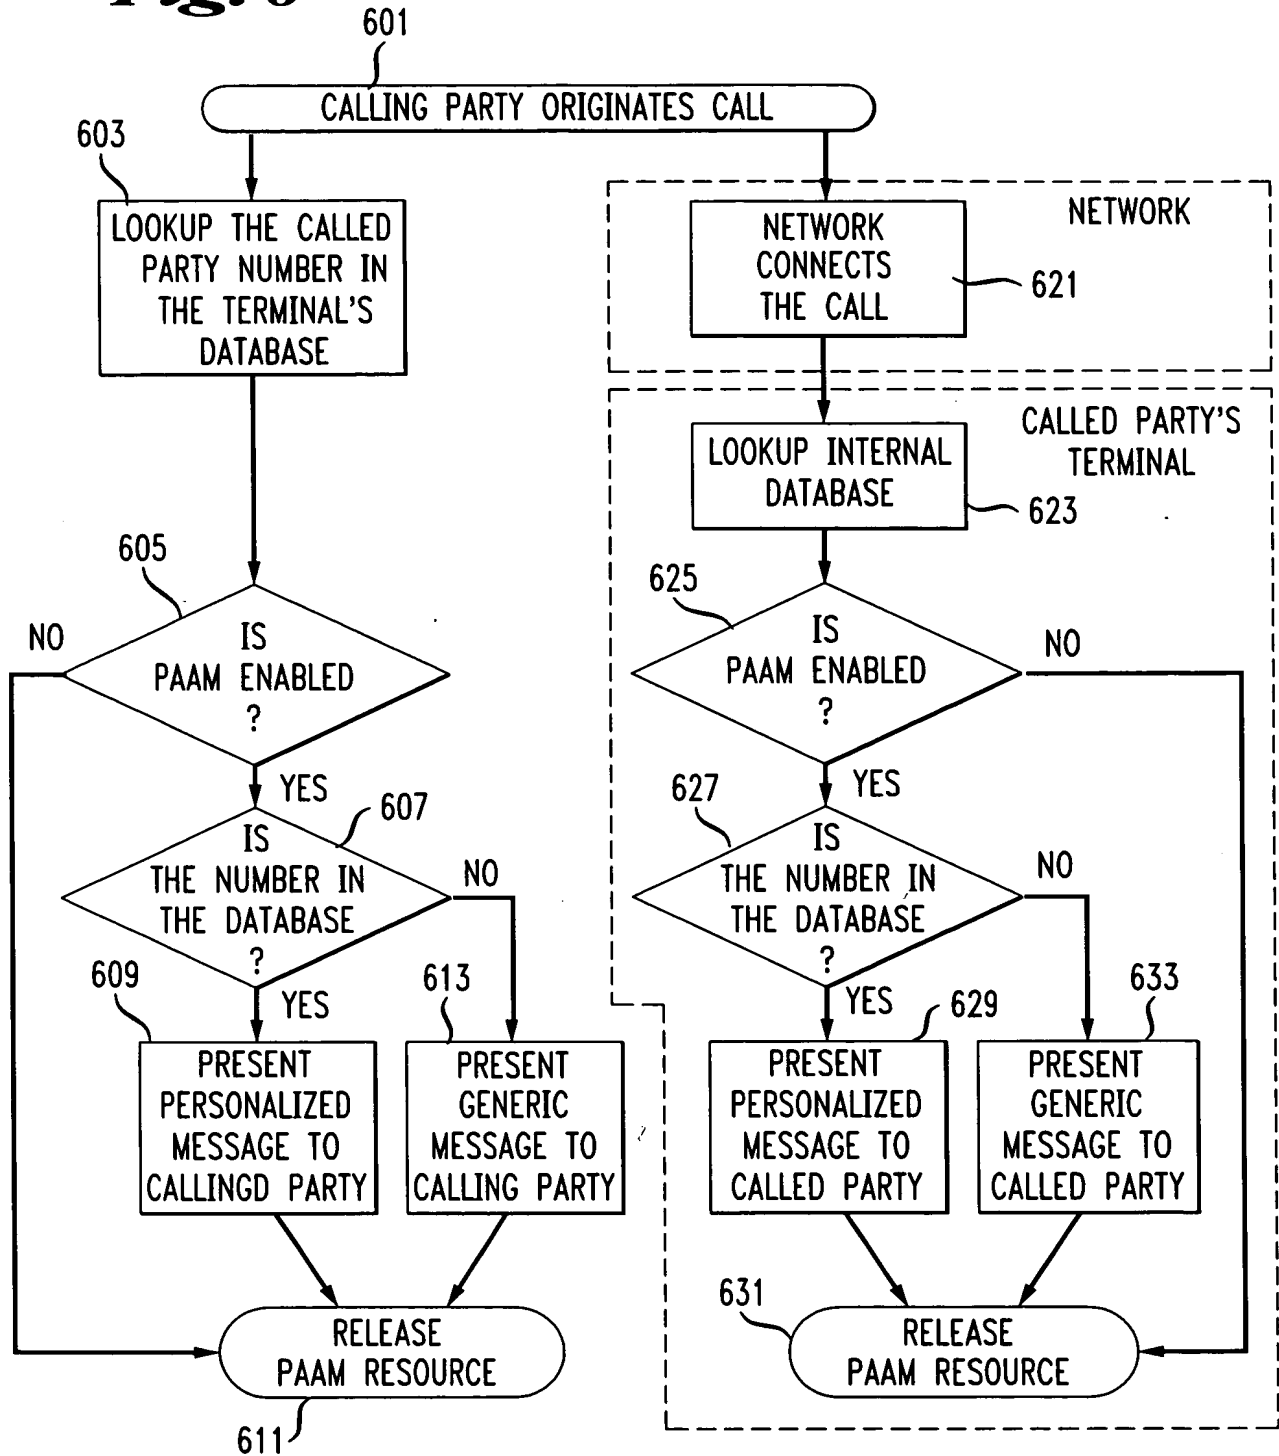 601
CALLING PARTY ORIGINATES CALL
603
LOOKUP THE CALLED
PARTY NUMBER IN
THE TERMINAL'S
DATABASE
NETWORK
NETWORK
CONNECTS
THE CALL
621
CALLED PARTY'S
TERMINAL
LOOKUP INTERNAL
DATABASE
623
605
NO
IS
PAAM ENABLED
?
YES
625
IS
PAAM ENABLED
?
NO
YES
607
IS
THE NUMBER IN
THE DATABASE
?
NO
YES
627
IS
THE NUMBER IN
THE DATABASE
?
NO
YES
609
PRESENT
PERSONALIZED
MESSAGE TO
CALLINGD PARTY
613
PRESENT
GENERIC
MESSAGE TO
CALLING PARTY
629
PRESENT
PERSONALIZED
MESSAGE TO
CALLED PARTY
633
PRESENT
GENERIC
MESSAGE TO
CALLED PARTY
RELEASE
PAAM RESOURCE
611
631
RELEASE
PAAM RESOURCE